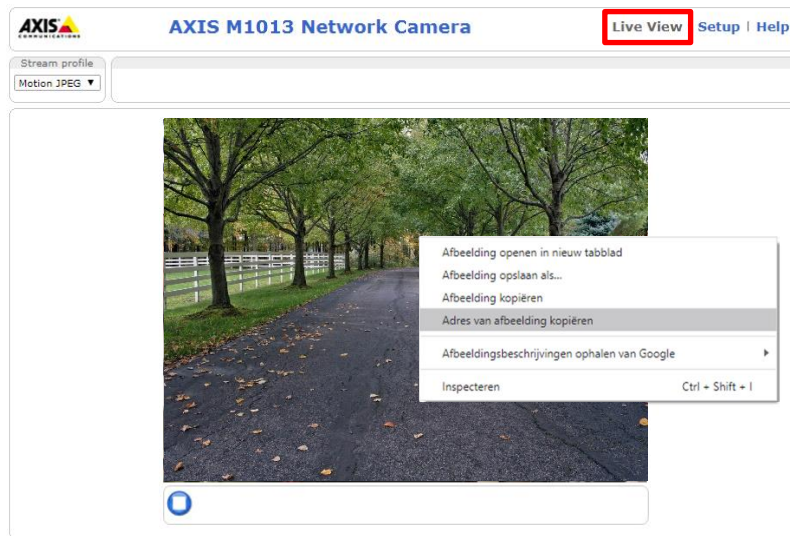 AXIS
COMMUNICATIONS
AXIS M1013 Network Camera
Live View Setup | Help
Stream profile
Motion JPEG ▼
Afbeelding openen in nieuw tabblad
Afbeelding opslaan als...
Afbeelding kopiëren
Adres van afbeelding kopiëren
Afbeeldingsbeschrijvingen ophalen van Google
Inspecteren Ctrl + Shift + I